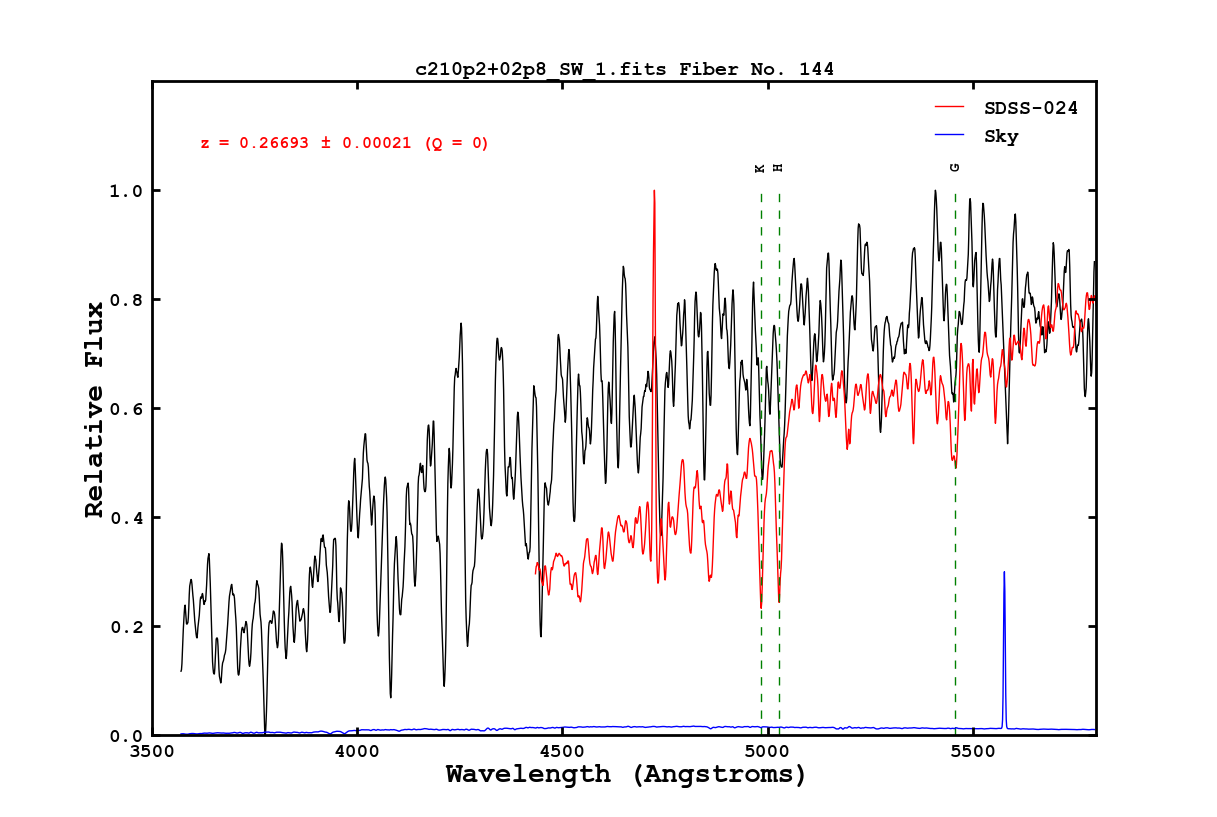 c210p2+02p8_SW_1.fits Fiber No. 144
SDSS-024
Sky
z = 0.26693 ± 0.00021 (Q = 0)
K
H
G
1.0
0.8
0.6
0.4
0.2
0.0
Relative Flux
3500
4000
4500
5000
5500
Wavelength (Angstroms)